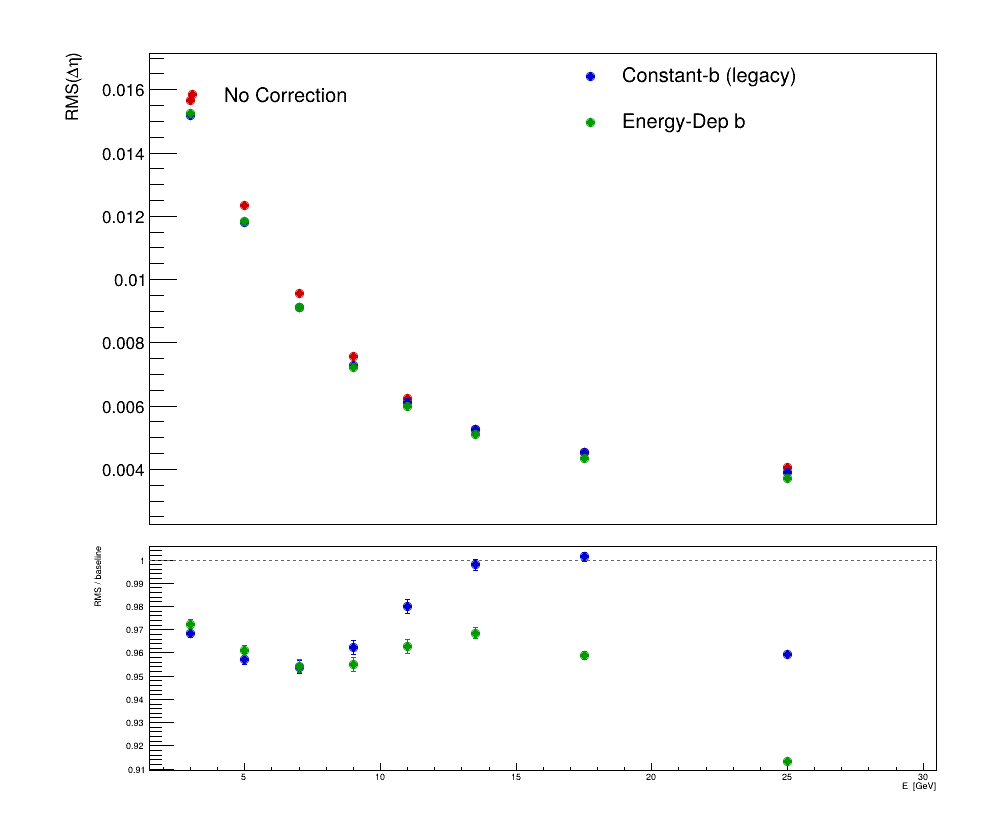 RMS(Δη)
No Correction
Constant-b (legacy)
Energy-Dep b
0.016
0.014
0.012
0.01
0.008
0.006
0.004
RMS / baseline
1
0.99
0.98
0.97
0.96
0.95
0.94
0.93
0.92
0.91
5 10 15 20 25 30
E [GeV]